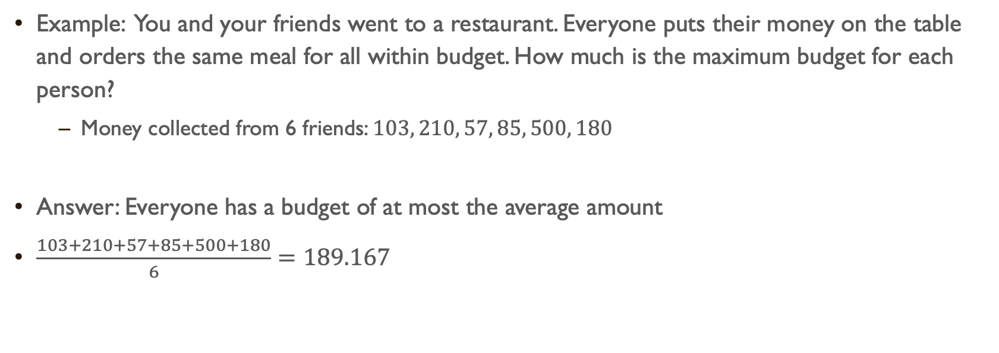 • Example: You and your friends went to a restaurant. Everyone puts their money on the table
and orders the same meal for all within budget. How much is the maximum budget for each
person?
– Money collected from 6 friends: 103, 210, 57, 85, 500, 180
• Answer: Everyone has a budget of at most the average amount
• 103+210+57+85+500+180
6
= 189.167